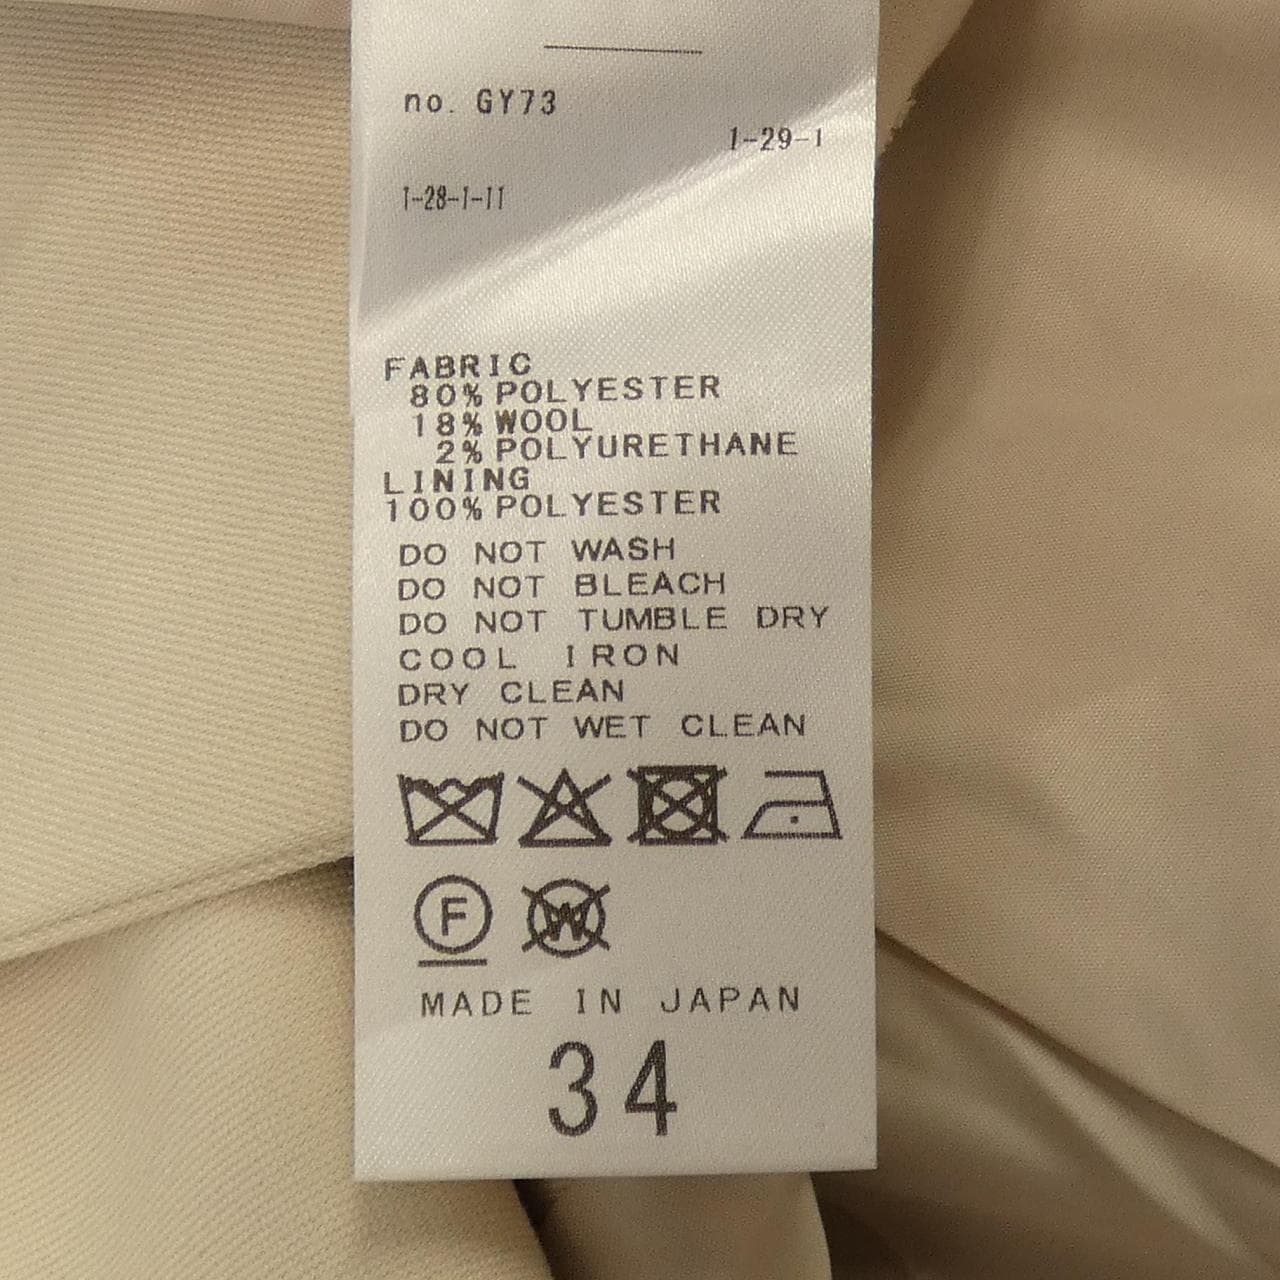 no. GY73
1-29-1
1-28-1-11
FABRIC
80% POLYESTER
18% WOOL
2% POLYURETHANE
LINING
100% POLYESTER
DO NOT WASH
DO NOT BLEACH
DO NOT TUMBLE DRY
COOL IRON
DRY CLEAN
DO NOT WET CLEAN
F W
MADE IN JAPAN
34